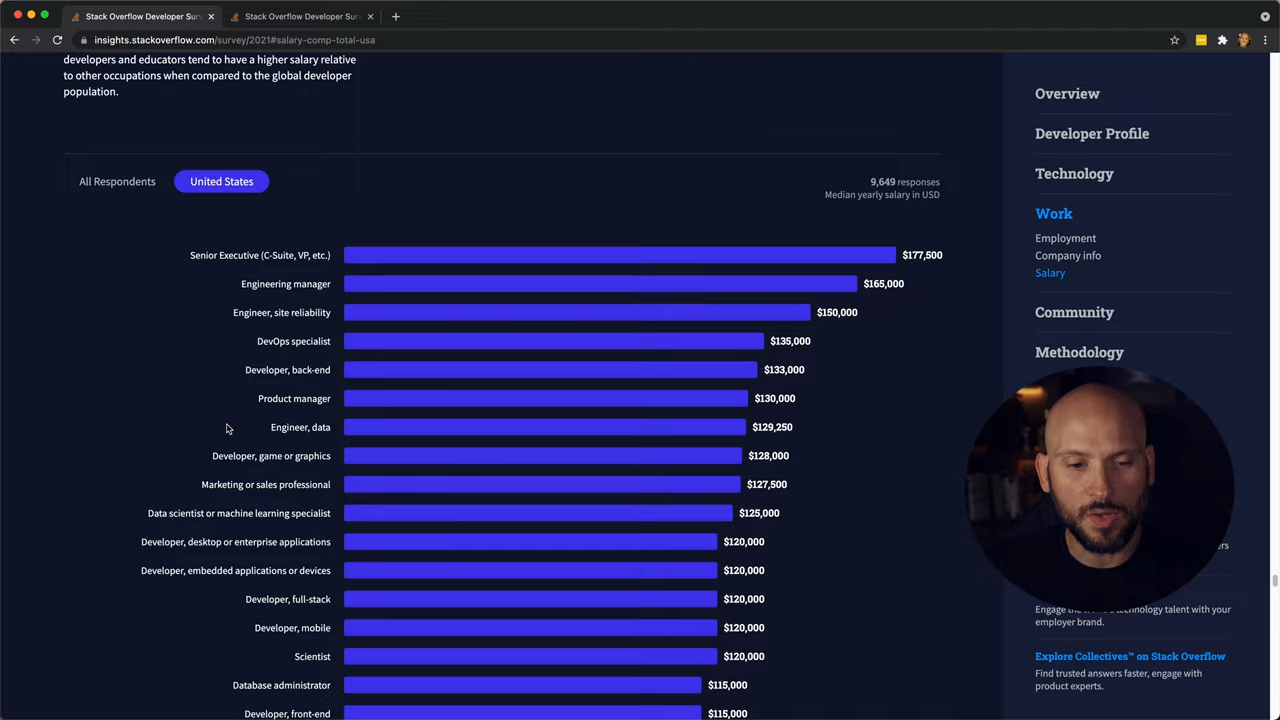 Stack Overflow Developer Sur
Stack Overflow Developer Sur
insights.stackoverflow.com/survey/2021#salary-comp-total-usa
developers and educators tend to have a higher salary relative
to other occupations when compared to the global developer
population.
All Respondents
United States
9,649 responses
Median yearly salary in USD
Senior Executive (C-Suite, VP, etc.) $177,500
Engineering manager $165,000
Engineer, site reliability $150,000
DevOps specialist $135,000
Developer, back-end $133,000
Product manager $130,000
Engineer, data $129,250
Developer, game or graphics $128,000
Marketing or sales professional $127,500
Data scientist or machine learning specialist $125,000
Developer, desktop or enterprise applications $120,000
Developer, embedded applications or devices $120,000
Developer, full-stack $120,000
Developer, mobile $120,000
Scientist $120,000
Database administrator $115,000
Developer, front-end $115,000
Overview
Developer Profile
Technology
Work
Employment
Company info
Salary
Community
Methodology
Engage the world's technology talent with your
employer brand.
Explore Collectives™ on Stack Overflow
Find trusted answers faster, engage with
product experts.